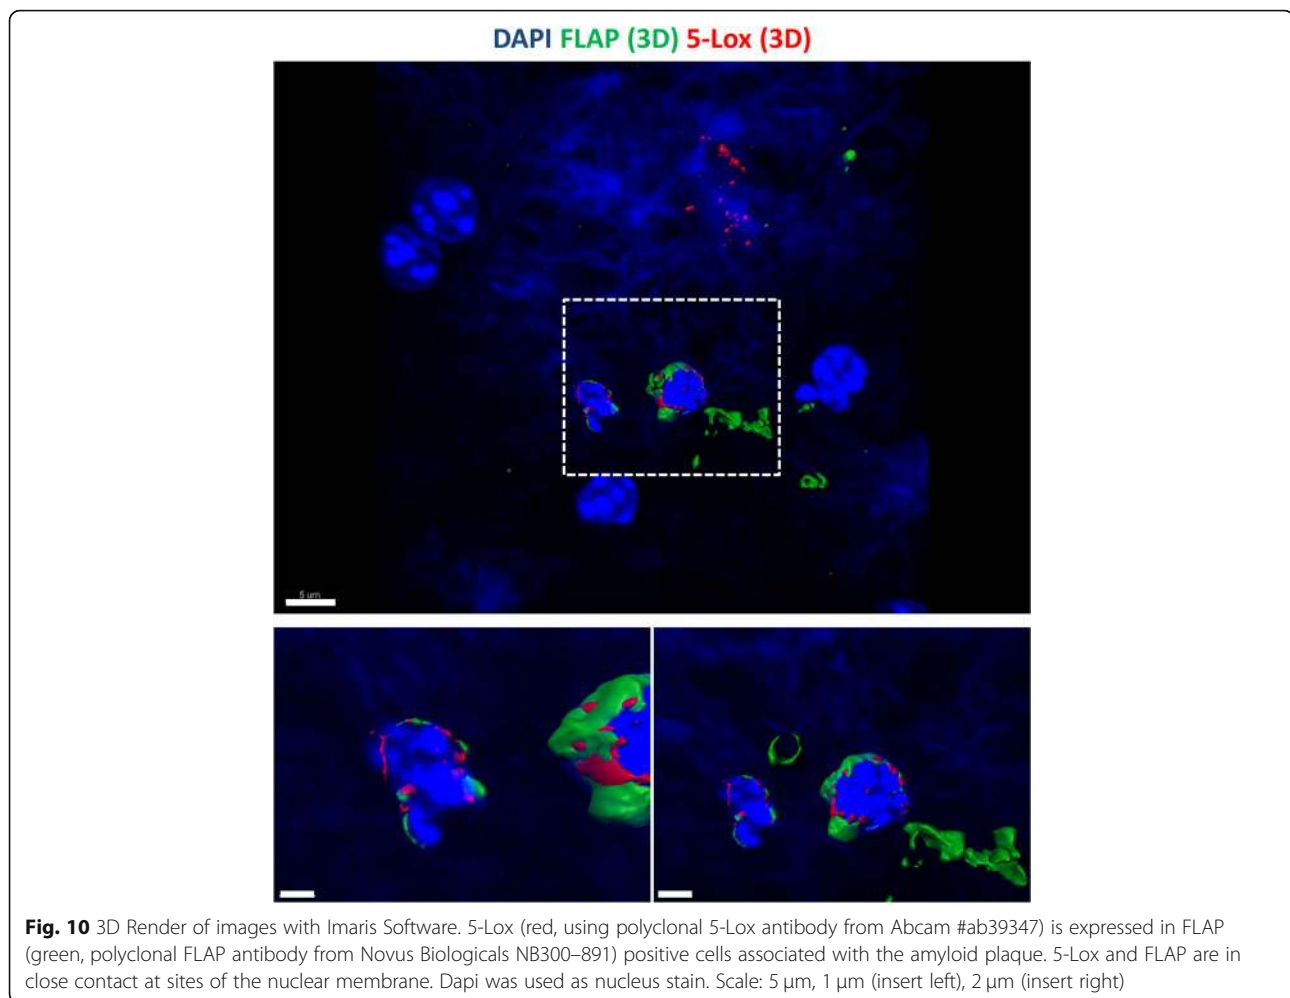 DAPI FLAP (3D) 5-Lox (3D)
5 um
Fig. 10 3D Render of images with Imaris Software. 5-Lox (red, using polyclonal 5-Lox antibody from Abcam #ab39347) is expressed in FLAP
(green, polyclonal FLAP antibody from Novus Biologicals NB300–891) positive cells associated with the amyloid plaque. 5-Lox and FLAP are in
close contact at sites of the nuclear membrane. Dapi was used as nucleus stain. Scale: 5 μm, 1 μm (insert left), 2 μm (insert right)